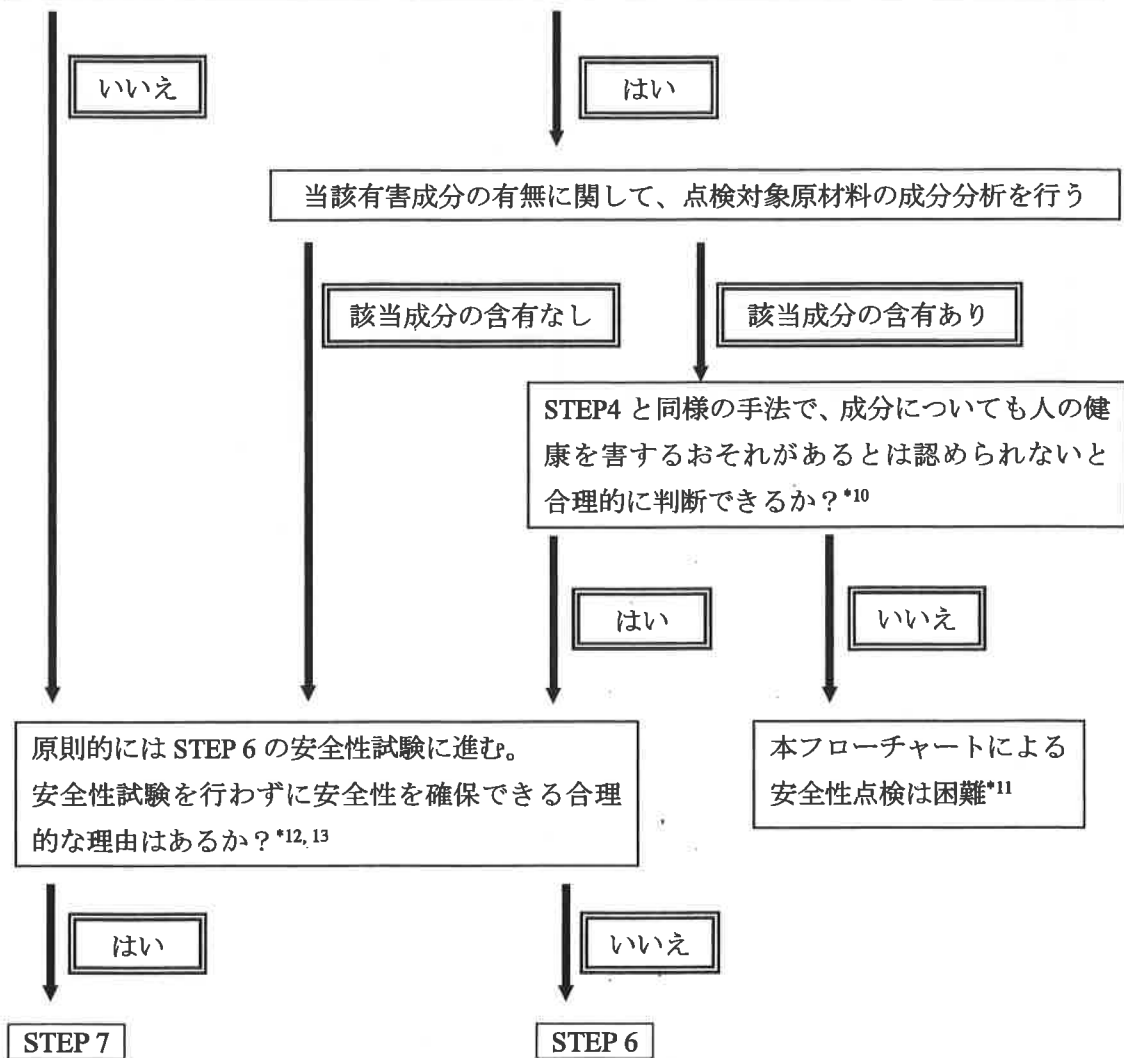 いいえ
はい
当該有害成分の有無に関して、点検対象原材料の成分分析を行う
該当成分の含有なし
該当成分の含有あり
STEP4 と同様の手法で、成分についても人の健
康を害するおそれがあるとは認められないと
合理的に判断できるか?*10
はい
いいえ
原則的には STEP 6 の安全性試験に進む。
安全性試験を行わずに安全性を確保できる合理
的な理由はあるか?*12, 13
本フローチャートによる
安全性点検は困難*11
はい
いいえ
STEP 7
STEP 6